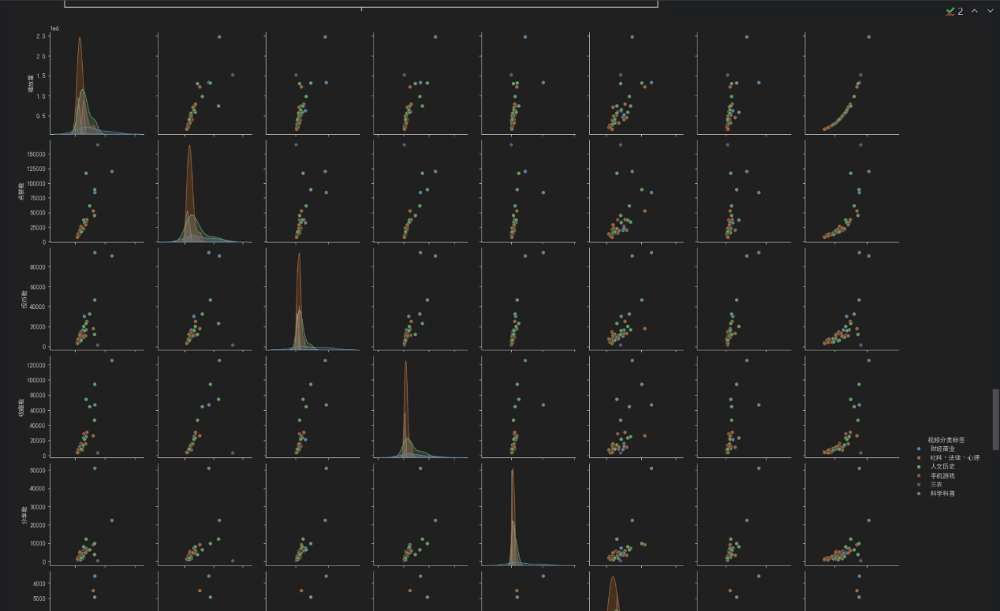 2
1e6
2.5
2.0
1.5
1.0
0.5
播放量
150000
125000
100000
75000
50000
25000
0
点赞数
80000
60000
40000
20000
0
投币数
120000
100000
80000
60000
40000
20000
0
收藏数
50000
40000
30000
20000
10000
0
分享数
6000
5000
视频分类标签
财经商业
社科·法律·心理
人文历史
手机游戏
三农
科学科普